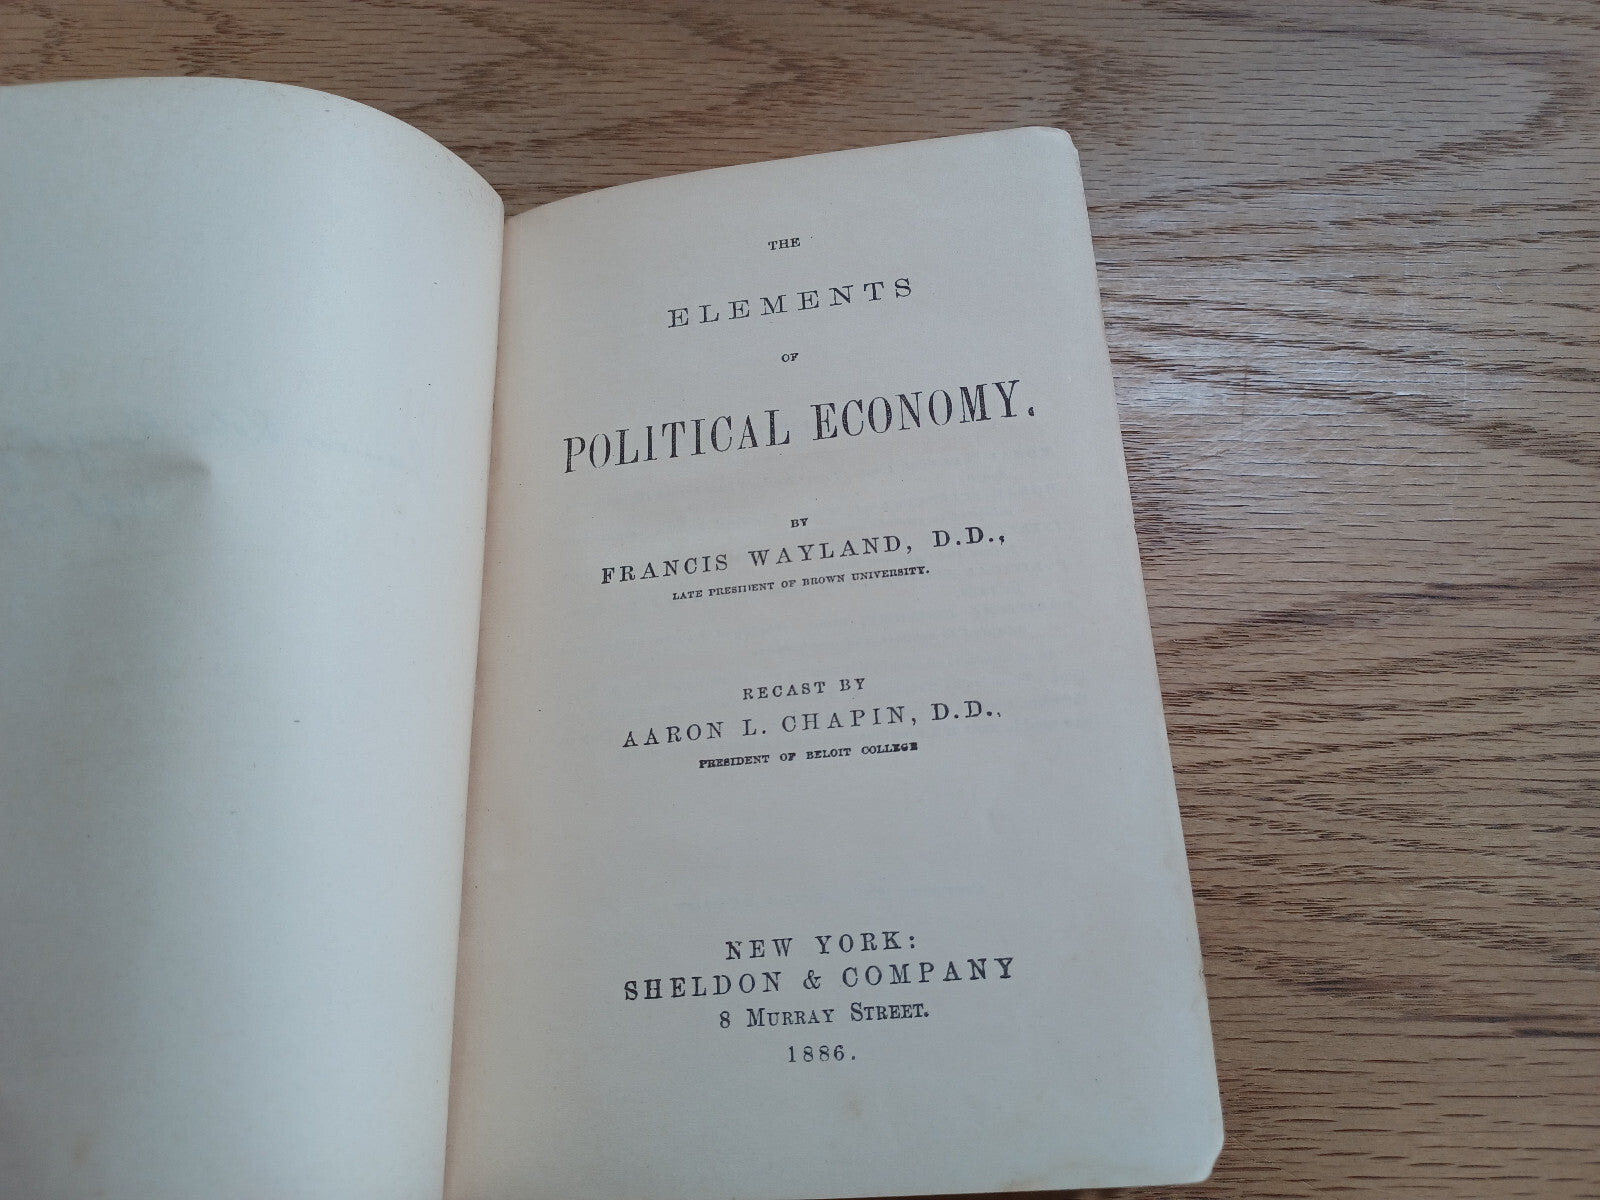 THE
ELEMENTS
OF
POLITICAL ECONOMY.
BY
FRANCIS WAYLAND, D.D.,
LATE PRESIDENT OF BROWN UNIVERSITY.
RECAST BY
AARON L. CHAPIN, D.D.,
PRESIDENT OF BELOIT COLLEGE
NEW YORK:
SHELDON & COMPANY
8 MURRAY STREET.
1886.